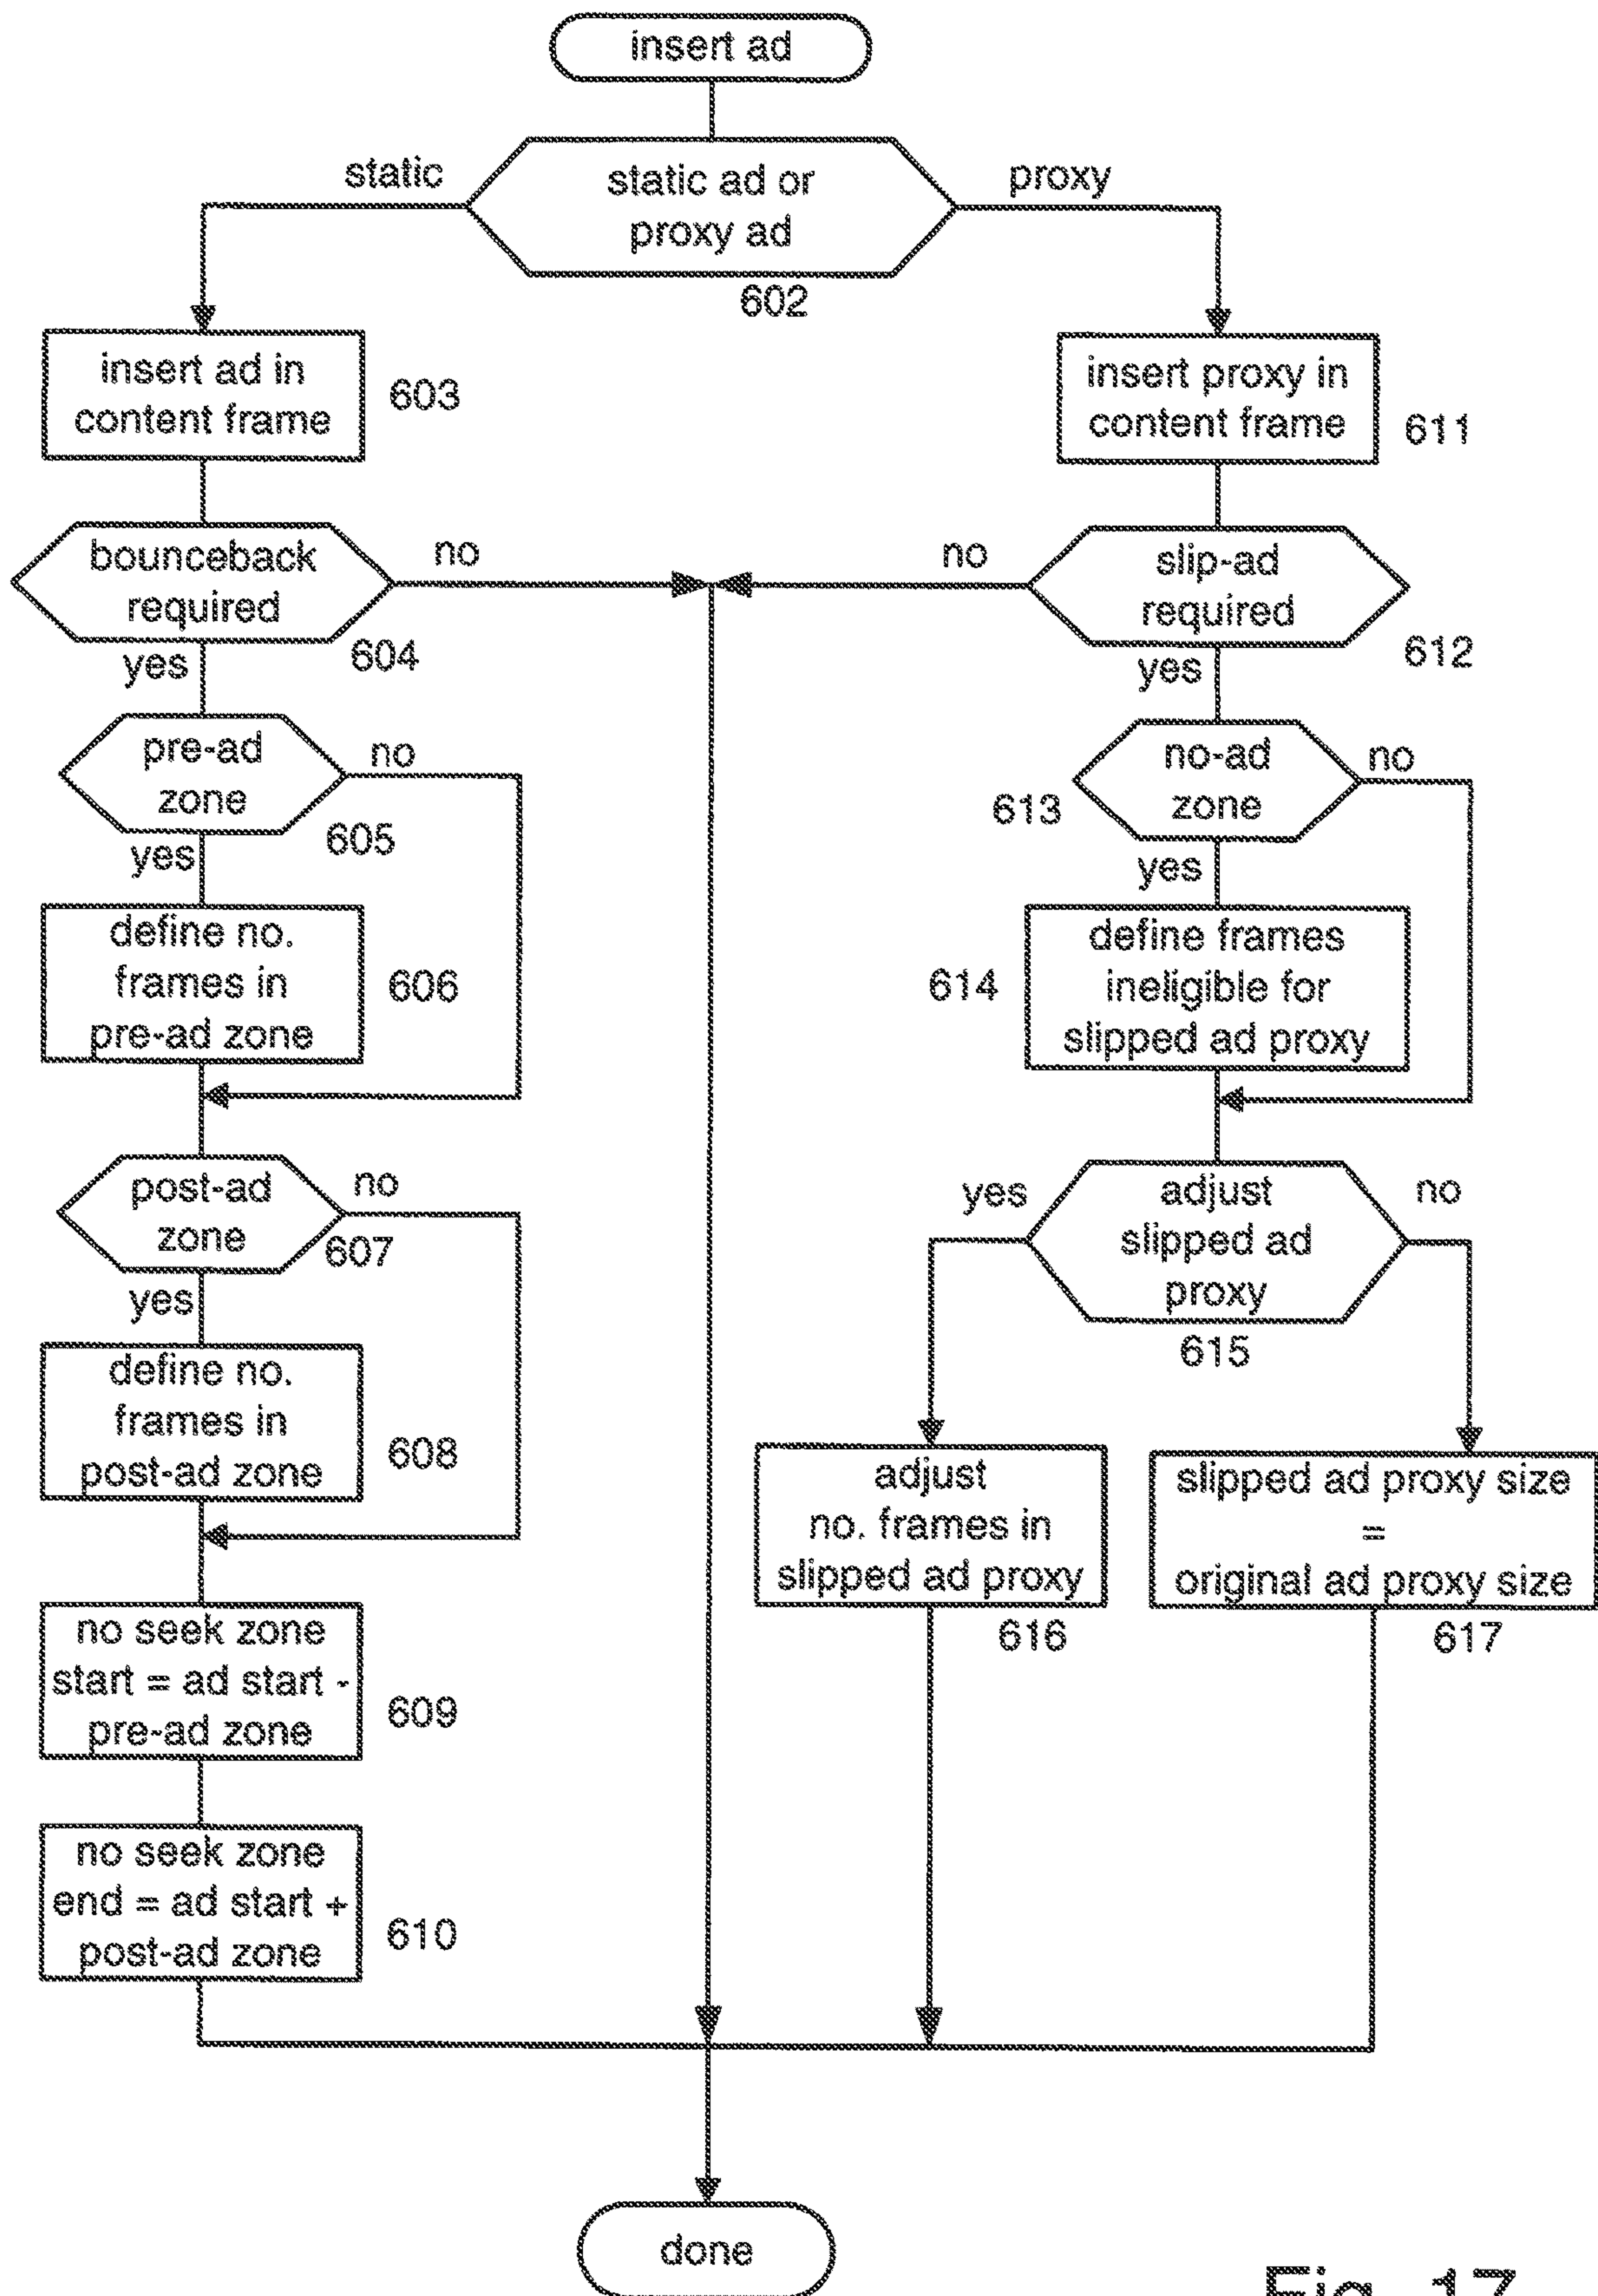 insert ad
static
static ad or
proxy ad
proxy
602
insert ad in
content frame
603
insert proxy in
content frame
611
bounceback
required
no
604
yes
no
slip-ad
required
612
yes
pre-ad
zone
no
605
yes
613
no-ad
zone
no
yes
define no.
frames in
pre-ad zone
606
614
define frames
ineligible for
slipped ad proxy
post-ad
zone
no
607
yes
yes
adjust
slipped ad
proxy
no
615
define no.
frames in
post-ad zone
608
adjust
no. frames in
slipped ad proxy
616
slipped ad proxy size
=
original ad proxy size
617
no seek zone
start = ad start -
pre-ad zone
609
no seek zone
end = ad start +
post-ad zone
610
done
Fig. 17